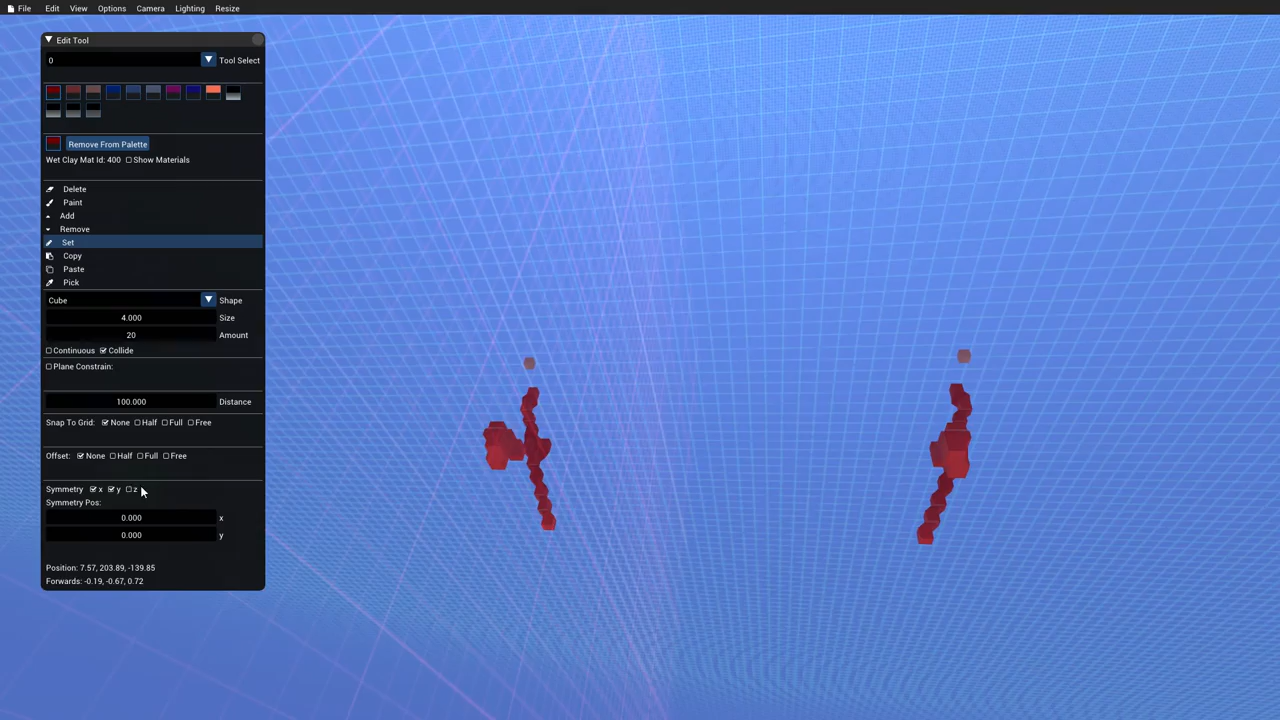 File Edit View Options Camera Lighting Resize
Edit Tool
0 Tool Select
Remove From Palette
Wet Clay Mat Id: 400 Show Materials
Delete
Paint
Add
Remove
Set
Copy
Paste
Pick
Cube Shape
4.000 Size
20 Amount
Continuous Collide
Plane Constrain:
100.000 Distance
Snap To Grid: None Half Full Free
Offset: None Half Full Free
Symmetry x y z
Symmetry Pos:
0.000 x
0.000 y
Position: 7.57, 203.89, -139.85
Forwards: -0.19, -0.67, 0.72